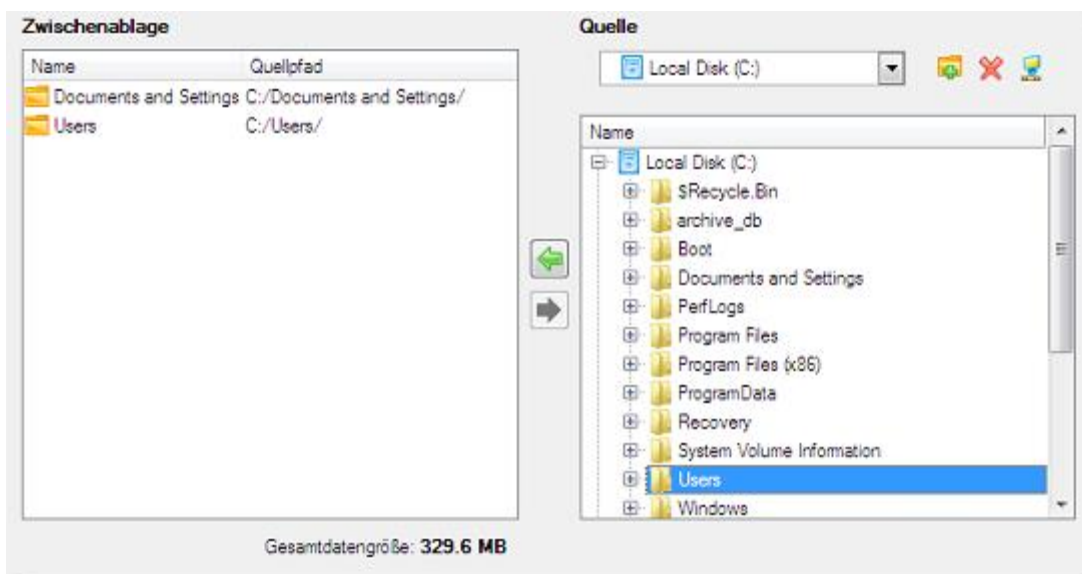 Zwischenablage
Name Quellpfad
Documents and Settings C:/Documents and Settings/
Users C:/Users/
Gesamtdatengröße: 329.6 MB
Quelle
Local Disk (C:)
Name
Local Disk (C:)
$Recycle.Bin
archive_db
Boot
Documents and Settings
PerfLogs
Program Files
Program Files (x86)
ProgramData
Recovery
System Volume Information
Users
Windows